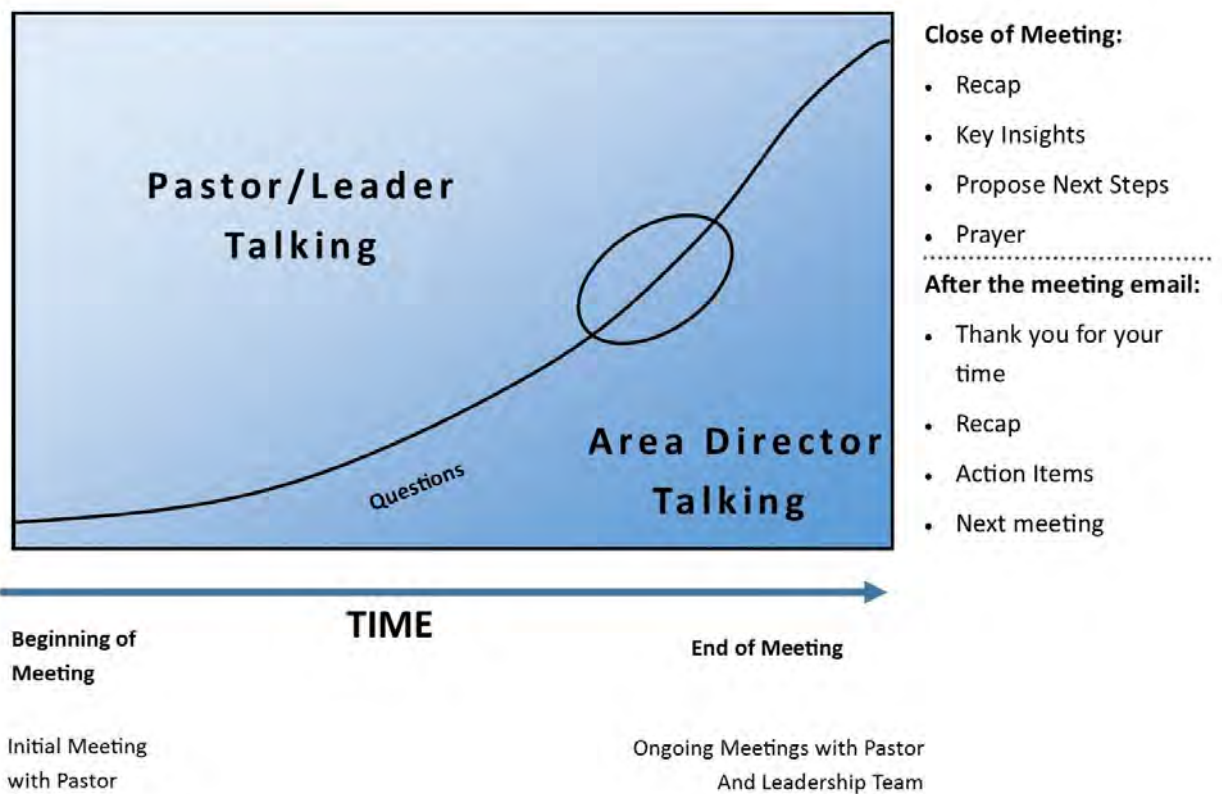 Pastor/Leader
Talking
Questions
Area Director
Talking
TIME
Beginning of
Meeting
End of Meeting
Initial Meeting
with Pastor
Ongoing Meetings with Pastor
And Leadership Team
Close of Meeting:
• Recap
• Key Insights
• Propose Next Steps
• Prayer
After the meeting email:
• Thank you for your
time
• Recap
• Action Items
• Next meeting